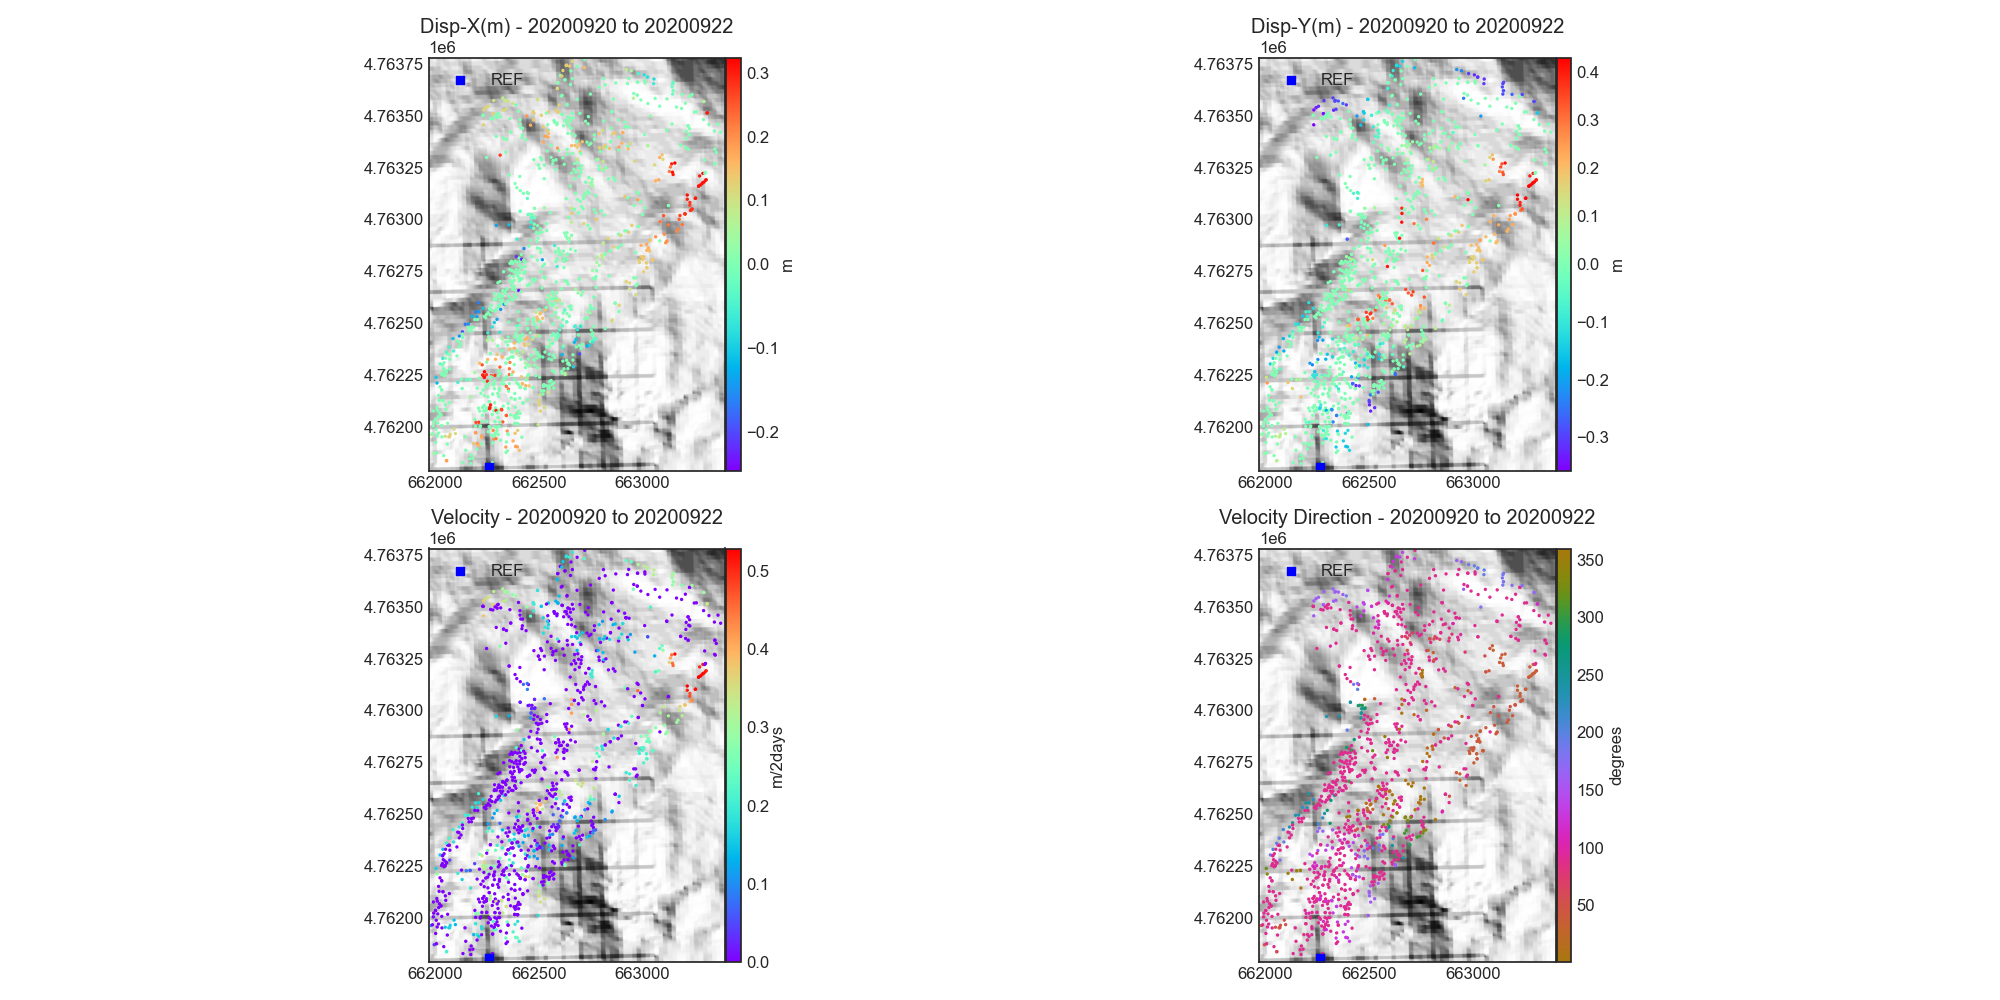 Disp-X(m) - 20200920 to 20200922
1e6
REF
4.76375
4.76350
4.76325
4.76300
4.76275
4.76250
4.76225
4.76200
662000 662500 663000
0.3
0.2
0.1
0.0
−0.1
−0.2
m
Disp-Y(m) - 20200920 to 20200922
1e6
REF
4.76375
4.76350
4.76325
4.76300
4.76275
4.76250
4.76225
4.76200
662000 662500 663000
0.4
0.3
0.2
0.1
0.0
−0.1
−0.2
−0.3
m
Velocity - 20200920 to 20200922
1e6
REF
4.76375
4.76350
4.76325
4.76300
4.76275
4.76250
4.76225
4.76200
662000 662500 663000
0.5
0.4
0.3
0.2
0.1
0.0
m/2days
Velocity Direction - 20200920 to 20200922
1e6
REF
4.76375
4.76350
4.76325
4.76300
4.76275
4.76250
4.76225
4.76200
662000 662500 663000
350
300
250
200
150
100
50
degrees